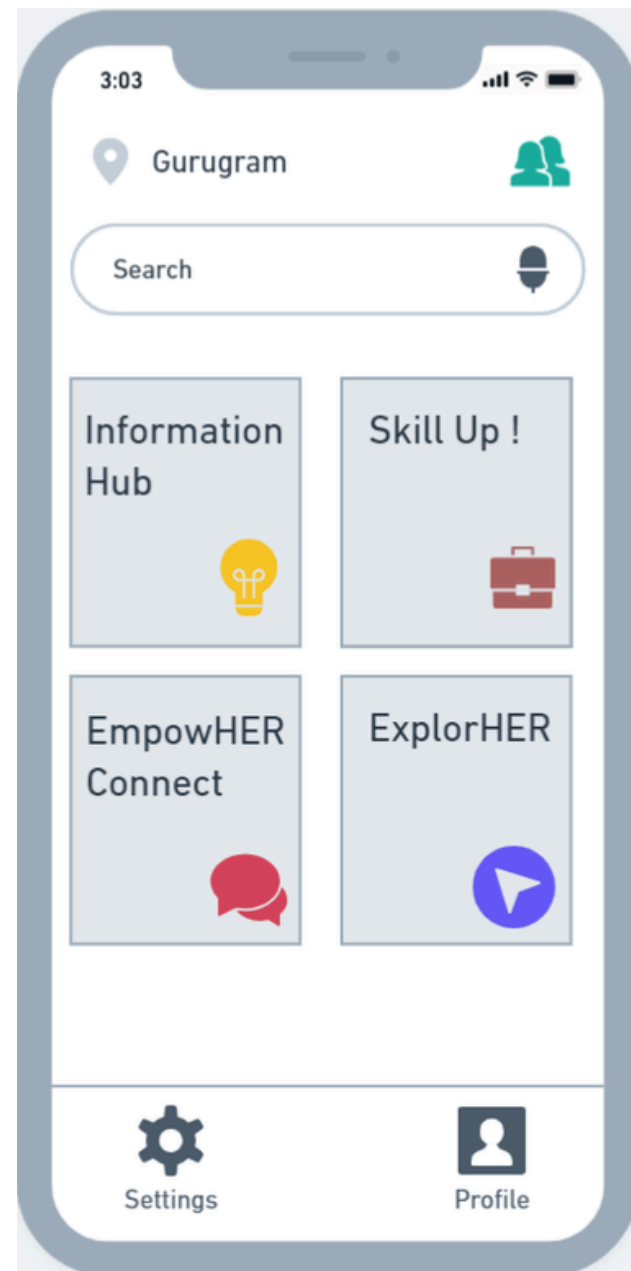 3:03
Gurugram
Search
Information
Hub
Skill Up !
EmpowHER
Connect
ExplorHER
Settings
Profile